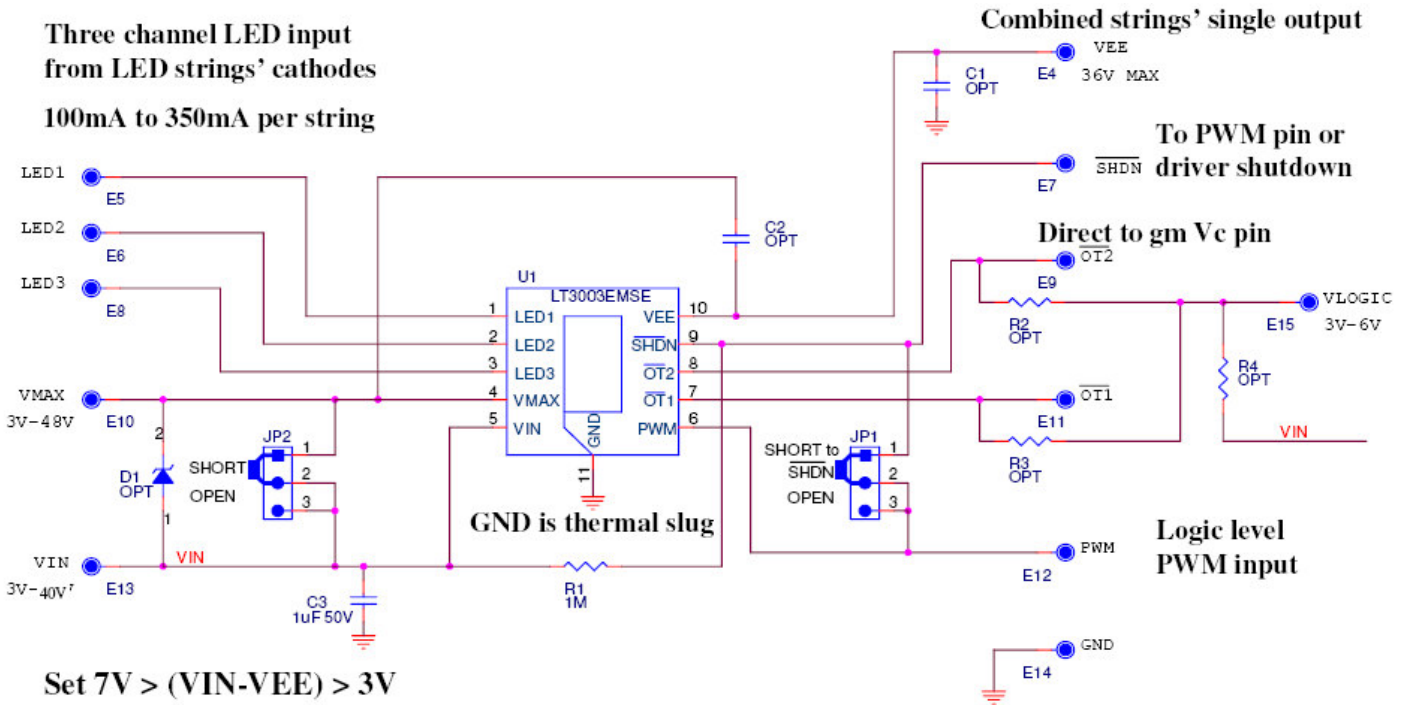 Three channel LED input
from LED strings’ cathodes
100mA to 350mA per string
Combined strings’ single output
VEE
E4
36V MAX
C1
OPT
To PWM pin or
SHDN driver shutdown
E7
LED1
E5
LED2
E6
LED3
E8
C2
OPT
Direct to gm Vc pin
OT2
E9
R2
OPT
VLOGIC
E15
3V-6V
R4
OPT
VIN
U1
LT3003EMSE
1 LED1 VEE 10
2 LED2 SHDN 9
3 LED3 OT2 8
4 VMAX OT1 7
5 VIN GND PWM 6
11
VMAX
E10
3V-48V
OT1
E11
R3
OPT
2
D1
OPT
1
JP2
1
SHORT 2
OPEN 3
JP1
SHORT to 1
SHDN 2
OPEN 3
GND is thermal slug
Logic level
PWM input
VIN
VIN
E13
3V-40V
C3
1uF 50V
R1
1M
PWM
E12
GND
E14
Set 7V > (VIN-VEE) > 3V